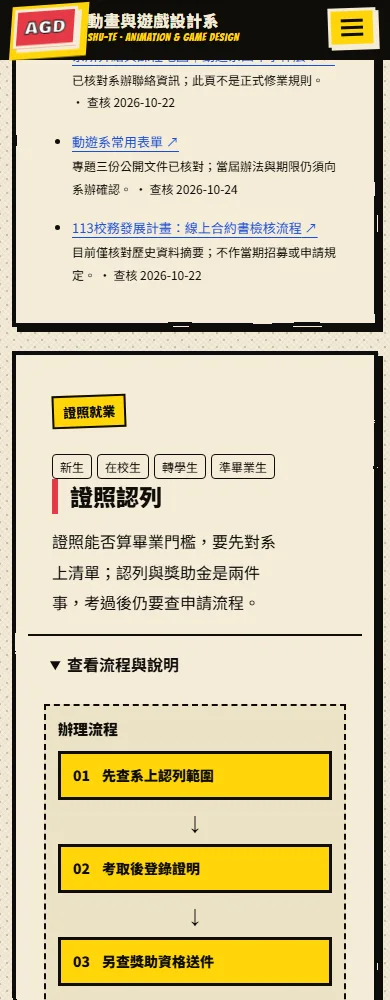 AGD
動畫與遊戲設計系
SHU-TE · ANIMATION & GAME DESIGN
已核對系辦聯絡資訊；此頁不是正式修業規則。
· 查核 2026-10-22
動遊系常用表單 ↗
專題三份公開文件已核對；當屆辦法與期限仍須向
系辦確認。 · 查核 2026-10-24
113校務發展計畫：線上合約書檢核流程 ↗
目前僅核對歷史資料摘要；不作當期招募或申請規
定。 · 查核 2026-10-22
證照就業
新生 在校生 轉學生 準畢業生
證照認列
證照能否算畢業門檻，要先對系
上清單；認列與獎助金是兩件
事，考過後仍要查申請流程。
▼ 查看流程與說明
辦理流程
01 先查系上認列範圍
↓
02 考取後登錄證明
↓
03 另查獎助資格送件